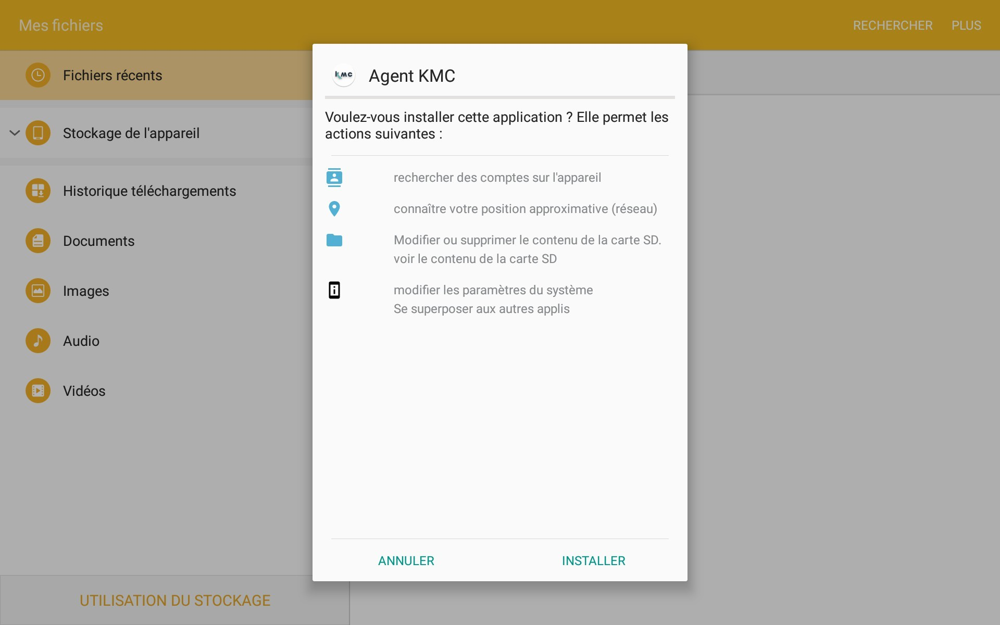 Mes fichiers
RECHERCHER
PLUS
Fichiers récents
Stockage de l'appareil
Historique téléchargements
Documents
Images
Audio
Vidéos
UTILISATION DU STOCKAGE
KMC
Agent KMC
Voulez-vous installer cette application ? Elle permet les
actions suivantes :
rechercher des comptes sur l'appareil
connaître votre position approximative (réseau)
Modifier ou supprimer le contenu de la carte SD.
voir le contenu de la carte SD
modifier les paramètres du système
Se superposer aux autres applis
ANNULER
INSTALLER